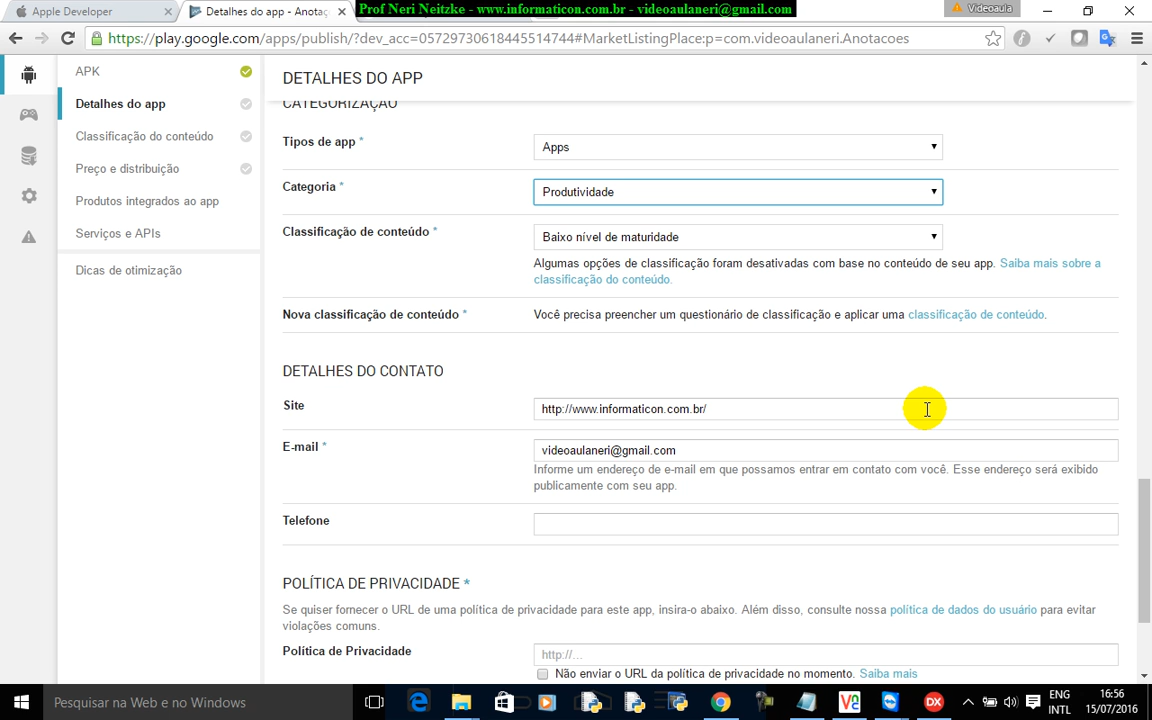 Apple Developer
Detalhes do app - Anotaç
Prof Neri Neitzke - www.informaticon.com.br - videoaulaneri@gmail.com
Videoaula
https://play.google.com/apps/publish/?dev_acc=05729730618445514744#MarketListingPlace:p=com.videoaulaneri.Anotacoes
APK
Detalhes do app
Classificação do conteúdo
Preço e distribuição
Produtos integrados ao app
Serviços e APIs
Dicas de otimização
DETALHES DO APP
CATEGORIZAÇÃO
Tipos de app *
Apps
Categoria *
Produtividade
Classificação de conteúdo *
Baixo nível de maturidade
Algumas opções de classificação foram desativadas com base no conteúdo de seu app. Saiba mais sobre a
classificação do conteúdo.
Nova classificação de conteúdo *
Você precisa preencher um questionário de classificação e aplicar uma classificação de conteúdo.
DETALHES DO CONTATO
Site
http://www.informaticon.com.br/
E-mail *
videoaulaneri@gmail.com
Informe um endereço de e-mail em que possamos entrar em contato com você. Esse endereço será exibido
publicamente com seu app.
Telefone
POLÍTICA DE PRIVACIDADE *
Se quiser fornecer o URL de uma política de privacidade para este app, insira-o abaixo. Além disso, consulte nossa política de dados do usuário para evitar
violações comuns.
Política de Privacidade
http://...
Não enviar o URL da política de privacidade no momento. Saiba mais
Pesquisar na Web e no Windows
ENG
INTL
16:56
15/07/2016